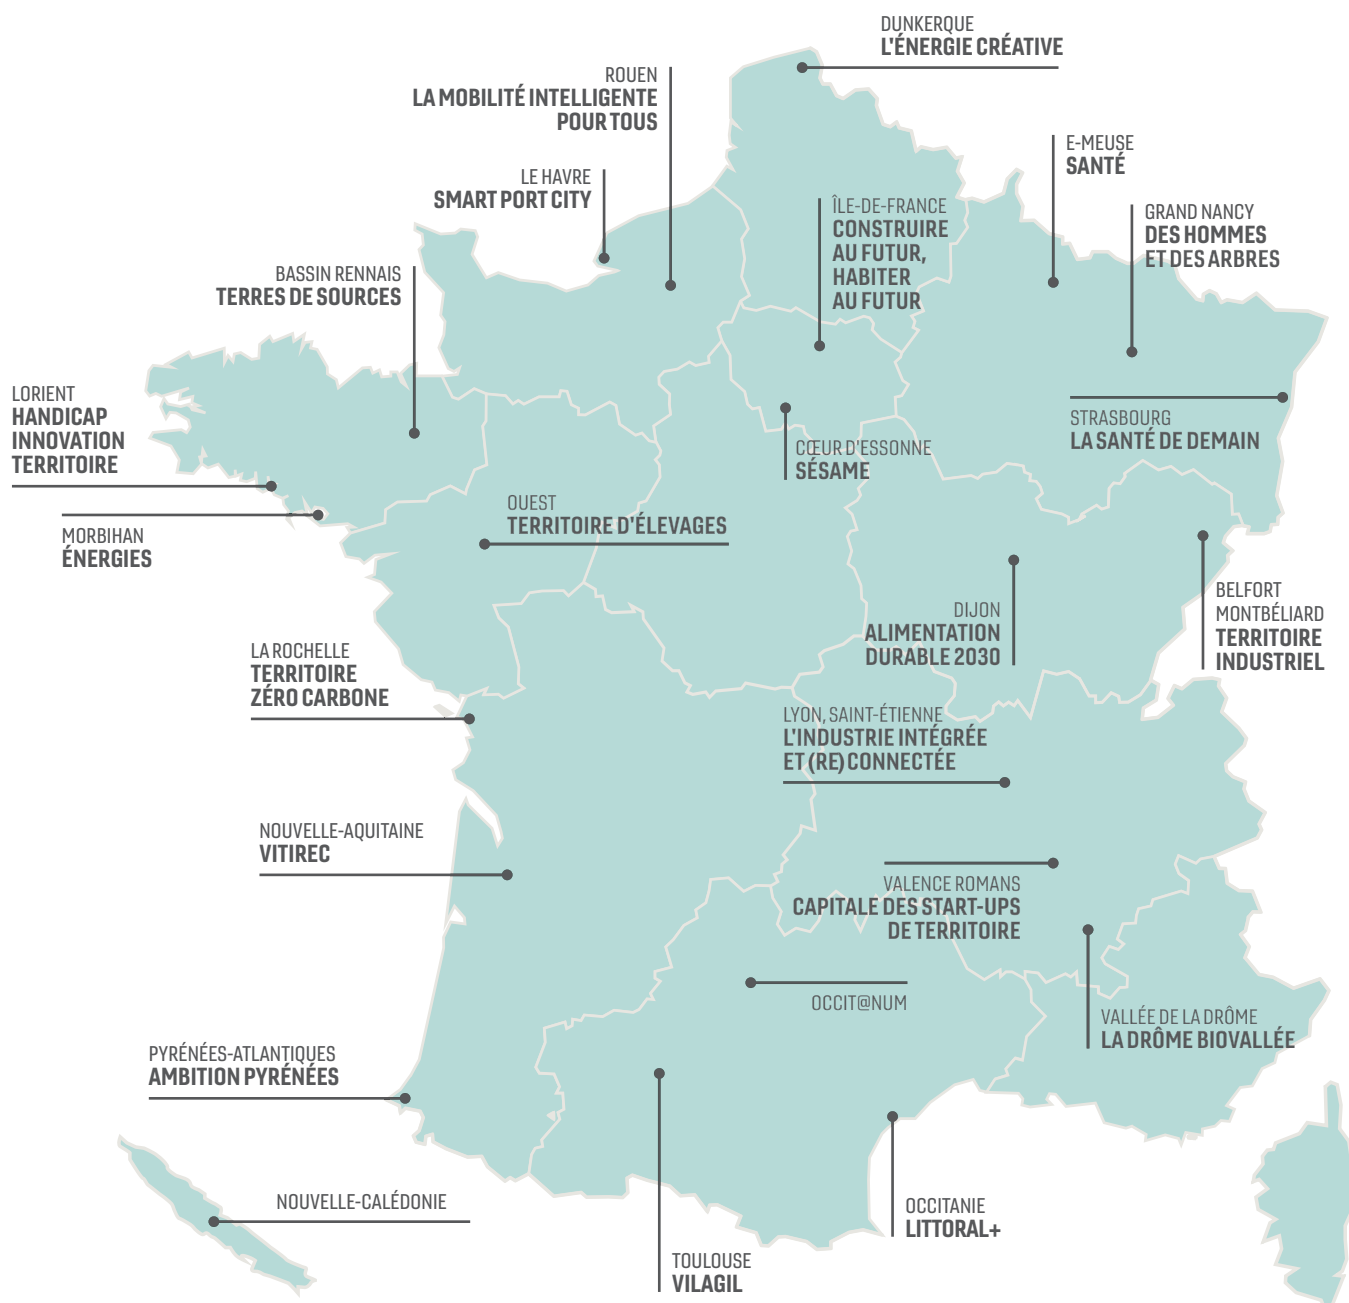 DUNKERQUE
L'ÉNERGIE CRÉATIVE
ROUEN
LA MOBILITÉ INTELLIGENTE
POUR TOUS
E-MEUSE
SANTÉ
LE HAVRE
SMART PORT CITY
ÎLE-DE-FRANCE
CONSTRUIRE
AU FUTUR,
HABITER
AU FUTUR
GRAND NANCY
DES HOMMES
ET DES ARBRES
BASSIN RENNAIS
TERRES DE SOURCES
LORIENT
HANDICAP
INNOVATION
TERRITOIRE
STRASBOURG
LA SANTÉ DE DEMAIN
CŒUR D'ESSONNE
SÉSAME
OUEST
TERRITOIRE D'ÉLEVAGES
MORBIHAN
ÉNERGIES
BELFORT
MONTBÉLIARD
TERRITOIRE
INDUSTRIEL
DIJON
ALIMENTATION
DURABLE 2030
LA ROCHELLE
TERRITOIRE
ZÉRO CARBONE
LYON, SAINT-ÉTIENNE
L'INDUSTRIE INTÉGRÉE
ET (RE) CONNECTÉE
NOUVELLE-AQUITAINE
VITIREC
VALENCE ROMANS
CAPITALE DES START-UPS
DE TERRITOIRE
OCCIT@NUM
VALLÉE DE LA DRÔME
LA DRÔME BIOVALLÉE
PYRÉNÉES-ATLANTIQUES
AMBITION PYRÉNÉES
NOUVELLE-CALÉDONIE
OCCITANIE
LITTORAL+
TOULOUSE
VILAGIL